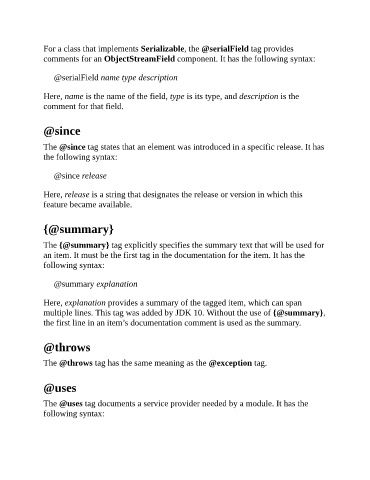 For a class that implements Serializable, the @serialField tag provides
comments for an ObjectStreamField component. It has the following syntax:
@serialField name type description
Here, name is the name of the field, type is its type, and description is the
comment for that field.
@since
The @since tag states that an element was introduced in a specific release. It has
the following syntax:
@since release
Here, release is a string that designates the release or version in which this
feature became available.
{@summary}
The {@summary} tag explicitly specifies the summary text that will be used for
an item. It must be the first tag in the documentation for the item. It has the
following syntax:
@summary explanation
Here, explanation provides a summary of the tagged item, which can span
multiple lines. This tag was added by JDK 10. Without the use of {@summary},
the first line in an item’s documentation comment is used as the summary.
@throws
The @throws tag has the same meaning as the @exception tag.
@uses
The @uses tag documents a service provider needed by a module. It has the
following syntax: